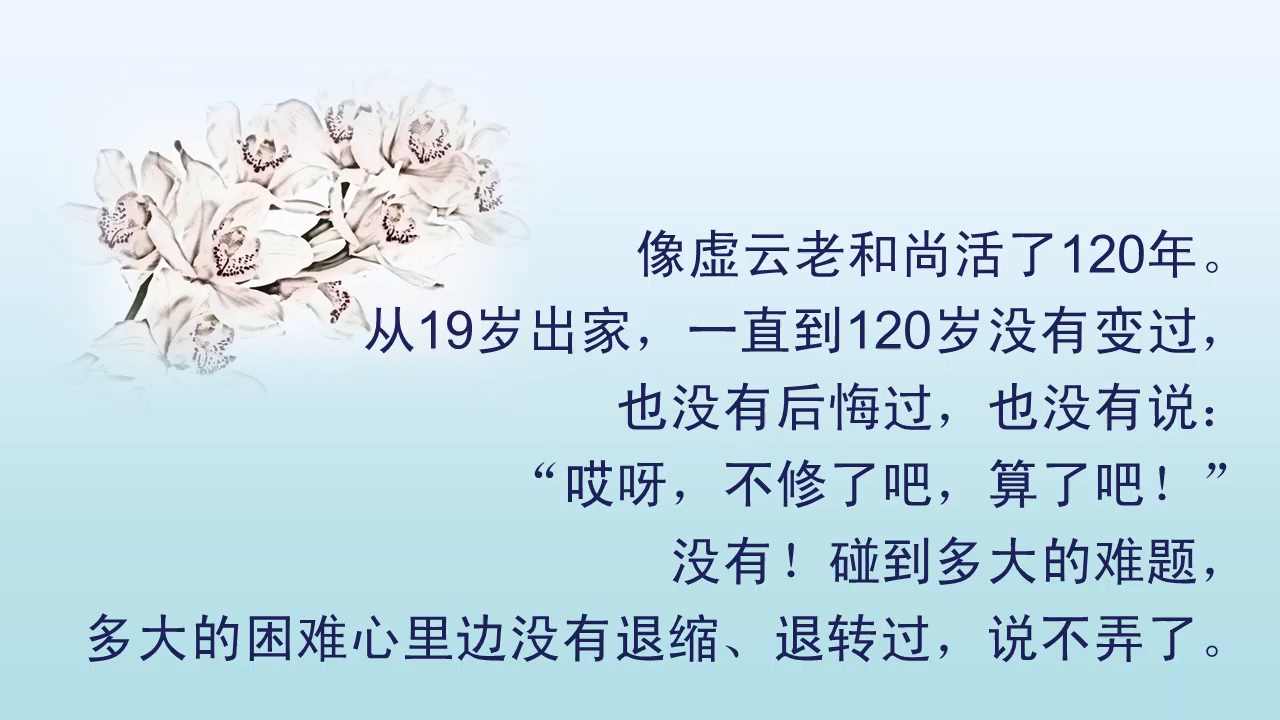 像虚云老和尚活了120年。
从19岁出家，一直到120岁没有变过，
也没有后悔过，也没有说：
“哎呀，不修了吧，算了吧！”
没有！碰到多大的难题，
多大的困难心里边没有退缩、退转过，说不弄了。